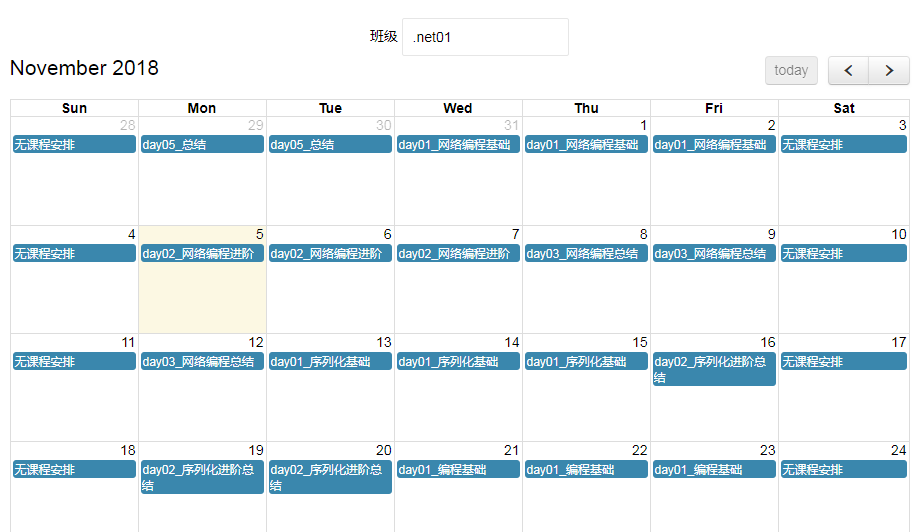 班级 .net01
November 2018 today
Sun Mon Tue Wed Thu Fri Sat
28 29 30 31 1 2 3
无课程安排 day05_总结 day05_总结 day01_网络编程基础 day01_网络编程基础 day01_网络编程基础 无课程安排
4 5 6 7 8 9 10
无课程安排 day02_网络编程进阶 day02_网络编程进阶 day02_网络编程进阶 day03_网络编程总结 day03_网络编程总结 无课程安排
11 12 13 14 15 16 17
无课程安排 day03_网络编程总结 day01_序列化基础 day01_序列化基础 day01_序列化基础 day02_序列化进阶总 无课程安排
结
18 19 20 21 22 23 24
无课程安排 day02_序列化进阶总 day02_序列化进阶总 day01_编程基础 day01_编程基础 day01_编程基础 无课程安排
结 结